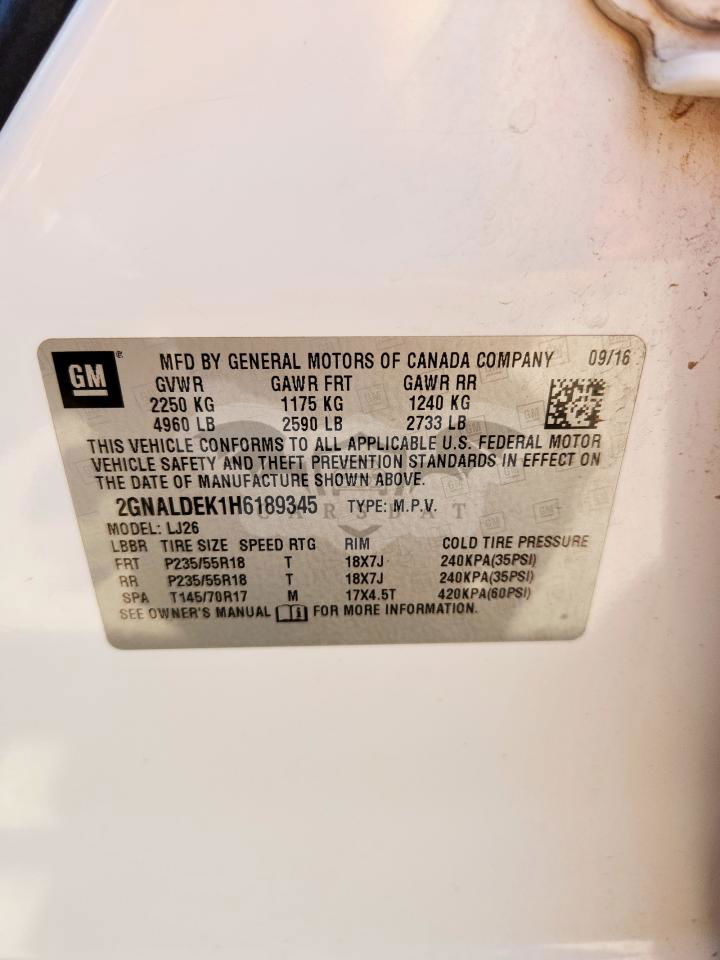 GM
MFD BY GENERAL MOTORS OF CANADA COMPANY 09/16
GVWR GAWR FRT GAWR RR
2250 KG 1175 KG 1240 KG
4960 LB 2590 LB 2733 LB
THIS VEHICLE CONFORMS TO ALL APPLICABLE U.S. FEDERAL MOTOR
VEHICLE SAFETY AND THEFT PREVENTION STANDARDS IN EFFECT ON
THE DATE OF MANUFACTURE SHOWN ABOVE.
2GNALDEK1H6189345 TYPE: M.P.V.
CARSDAT
MODEL: LJ26
LBBR TIRE SIZE SPEED RTG RIM COLD TIRE PRESSURE
FRT P235/55R18 T 18X7J 240KPA(35PSI)
RR P235/55R18 T 18X7J 240KPA(35PSI)
SPA T145/70R17 M 17X4.5T 420KPA(60PSI)
SEE OWNER'S MANUAL FOR MORE INFORMATION.